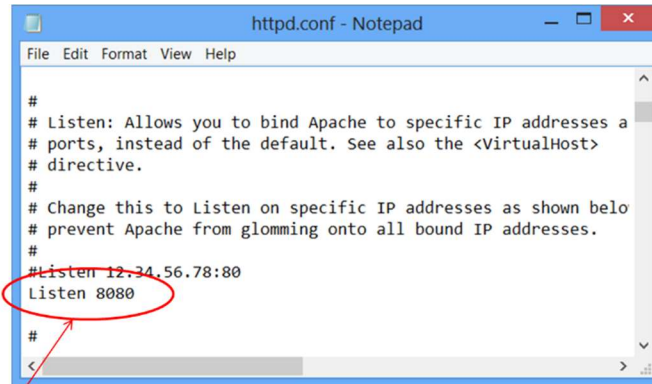 httpd.conf - Notepad
File Edit Format View Help
#
# Listen: Allows you to bind Apache to specific IP addresses a
# ports, instead of the default. See also the <VirtualHost>
# directive.
#
# Change this to Listen on specific IP addresses as shown belo
# prevent Apache from glomming onto all bound IP addresses.
#
#Listen 12.34.56.78:80
Listen 8080
#